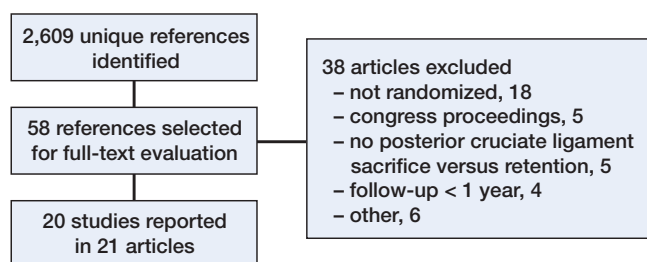 2,609 unique references
identified
58 references selected
for full-text evaluation
20 studies reported
in 21 articles
38 articles excluded
– not randomized, 18
– congress proceedings, 5
– no posterior cruciate ligament
sacrifice versus retention, 5
– follow-up < 1 year, 4
– other, 6